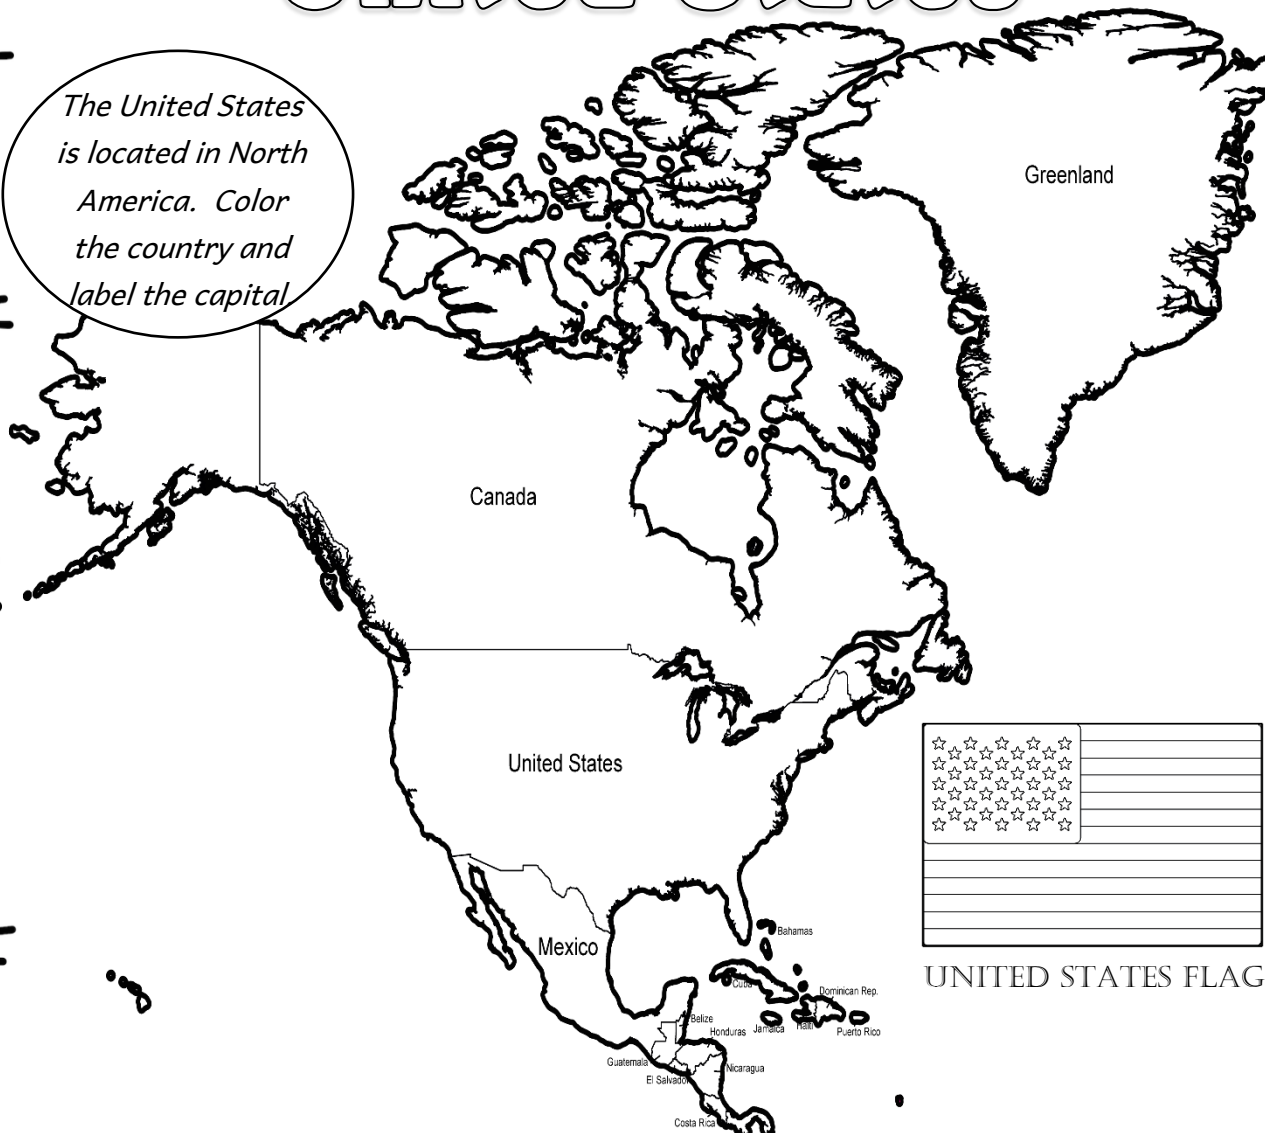 United States
The United States
is located in North
America. Color
the country and
label the capital.
Greenland
Canada
United States
Mexico
Bahamas
Cuba
Dominican Rep.
Haiti
Jamaica
Puerto Rico
Belize
Honduras
Guatemala
El Salvador
Nicaragua
Costa Rica
UNITED STATES FLAG